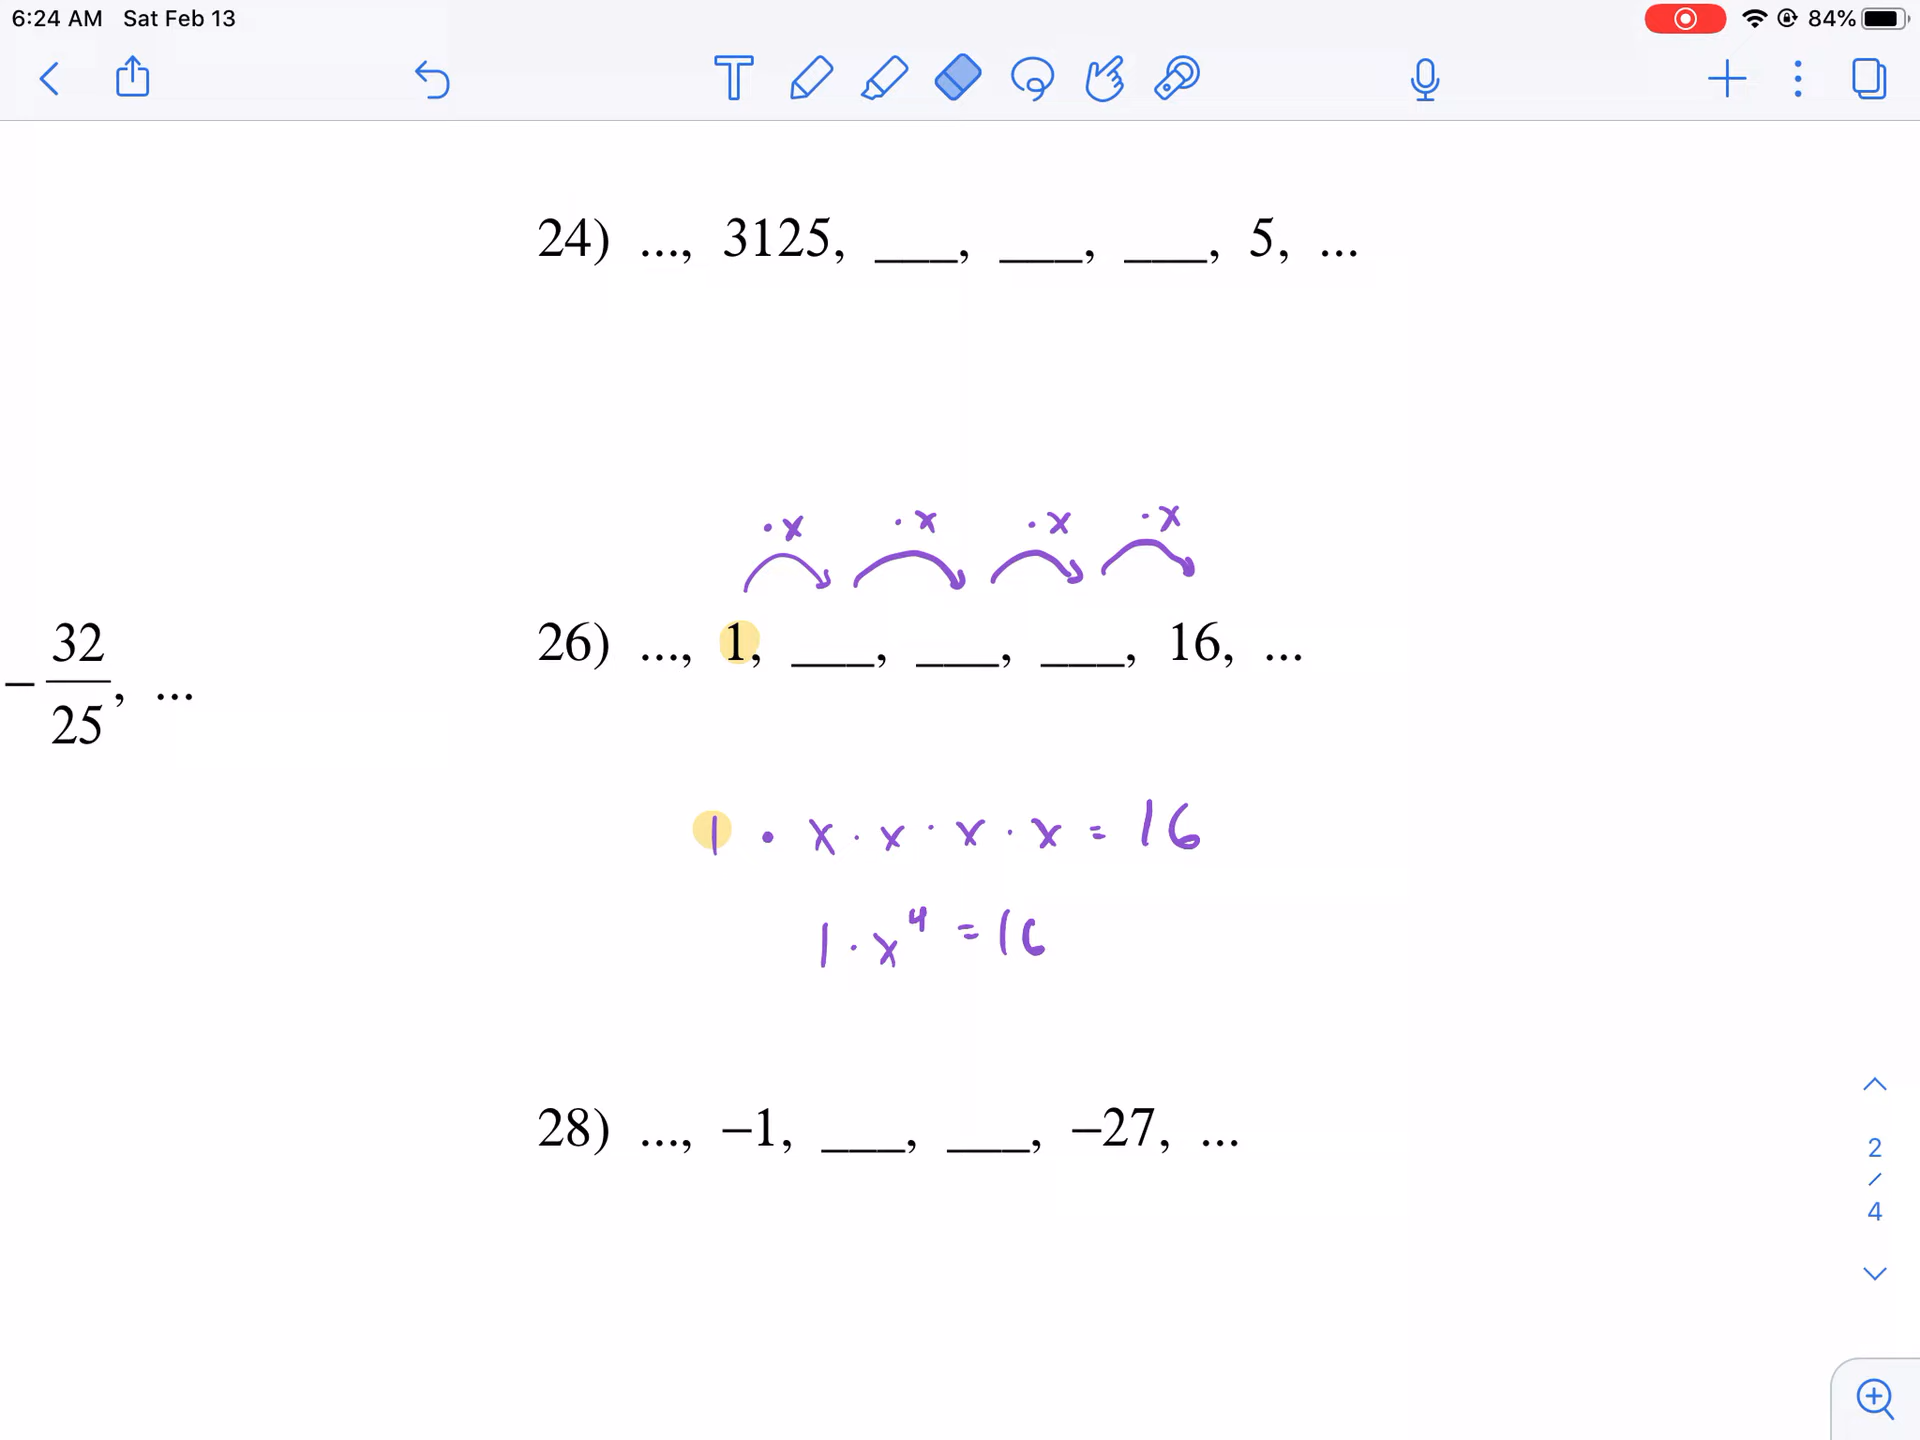 6:24 AM Sat Feb 13
84%
T
24) ..., 3125, ___, ___, ___, 5, ...
·x ·x ·x ·x
26) ..., 1, ___, ___, ___, 16, ...
−32/25, ...
1 · x · x · x · x = 16
1 · x⁴ = 16
28) ..., −1, ___, ___, −27, ...
2
/
4